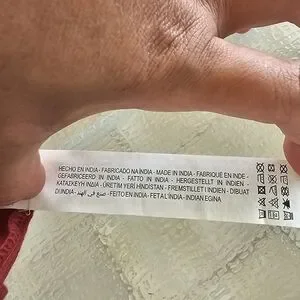 HECHO EN INDIA - FABRICADO NA INDIA - MADE IN INDIA - FABRIQUÉ EN INDE -
GEFABRICEERD IN INDIA - FATTO IN INDIA - HERGESTELLT IN INDIEN -
ΚΑΤΑΣΚΕΥΗ ΙΝΔΙΑ - ÜRETİM YERİ HİNDİSTAN - FREMSTILLET I INDIEN - DIBUAT
DI INDIA - صنع في الهند - FEITO EN INDIA - FET A L'ÍNDIA - INDIAN EGINA